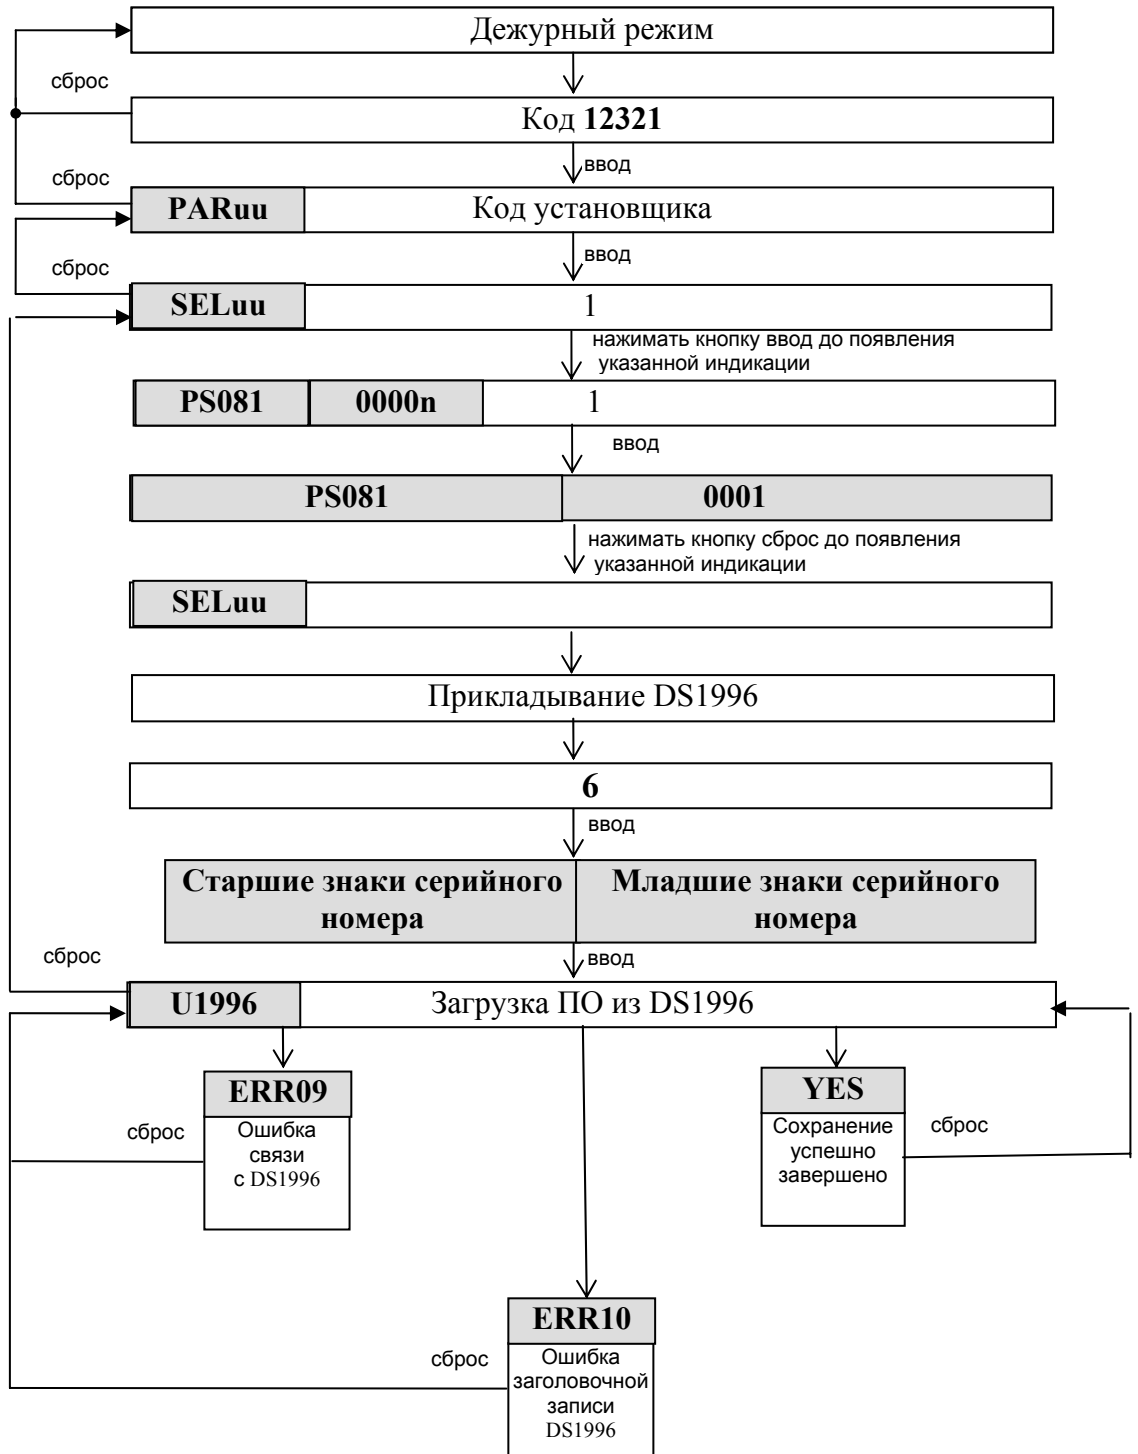 Дежурный режим
сброс
Код 12321
ввод
сброс
PARuu Код установщика
ввод
сброс
SELuu 1
нажимать кнопку ввод до появления
указанной индикации
PS081 0000n 1
ввод
PS081 0001
нажимать кнопку сброс до появления
указанной индикации
SELuu
Прикладывание DS1996
6
ввод
Старшие знаки серийного
номера
Младшие знаки серийного
номера
ввод
сброс
U1996 Загрузка ПО из DS1996
ERR09
Ошибка
связи
с DS1996
сброс
YES
Сохранение
успешно
завершено
сброс
ERR10
Ошибка
заголовочной
записи
DS1996
сброс